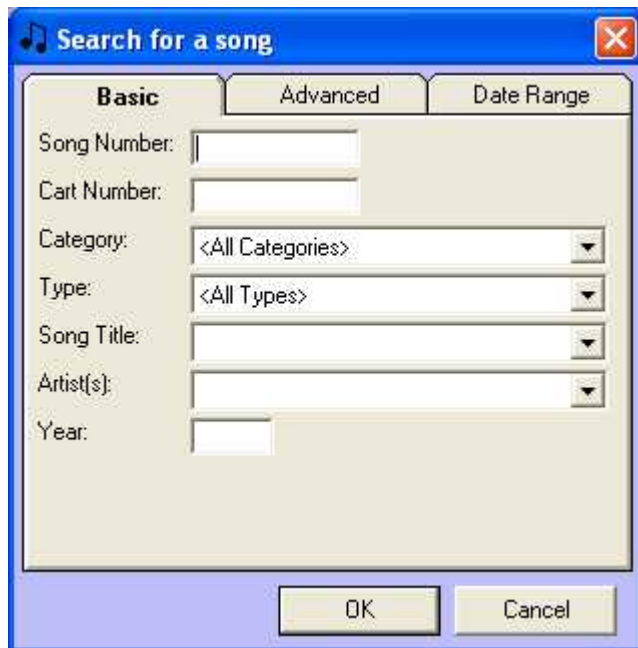 Search for a song
Basic Advanced Date Range
Song Number:
Cart Number:
Category: <All Categories>
Type: <All Types>
Song Title:
Artist(s):
Year:
OK Cancel